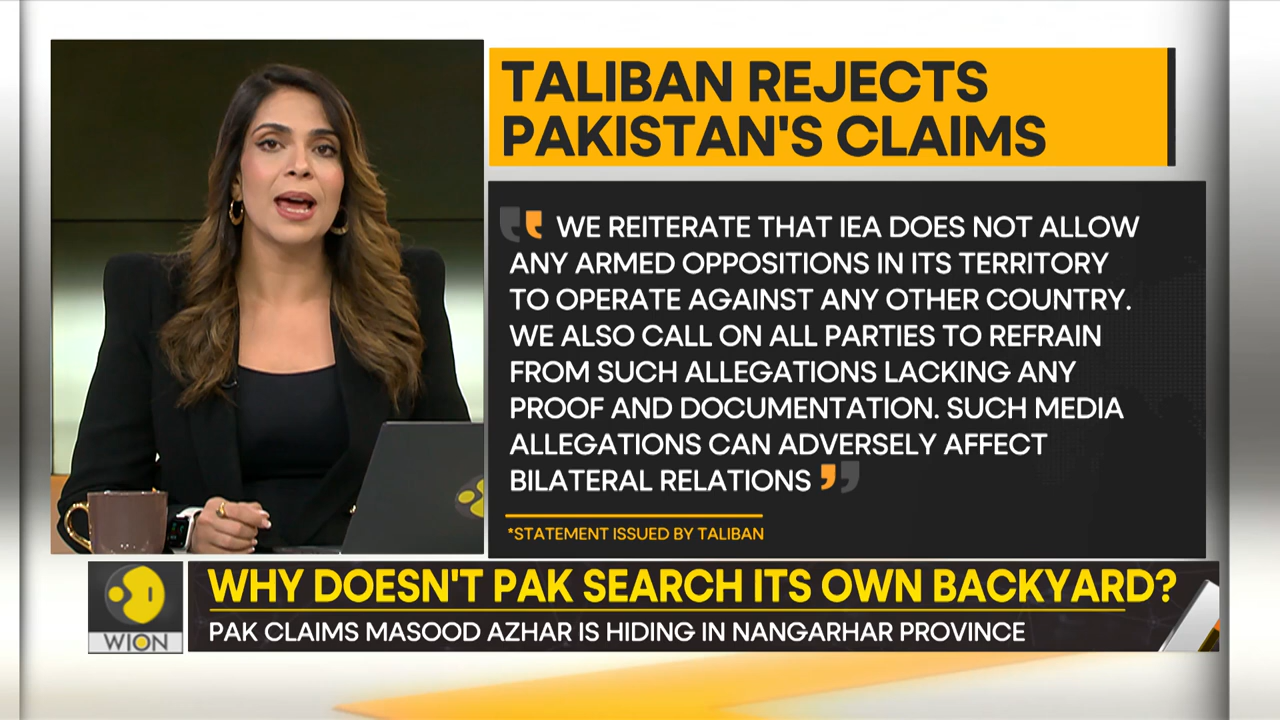 TALIBAN REJECTS
PAKISTAN'S CLAIMS
WE REITERATE THAT IEA DOES NOT ALLOW
ANY ARMED OPPOSITIONS IN ITS TERRITORY
TO OPERATE AGAINST ANY OTHER COUNTRY.
WE ALSO CALL ON ALL PARTIES TO REFRAIN
FROM SUCH ALLEGATIONS LACKING ANY
PROOF AND DOCUMENTATION. SUCH MEDIA
ALLEGATIONS CAN ADVERSELY AFFECT
BILATERAL RELATIONS
*STATEMENT ISSUED BY TALIBAN
WHY DOESN'T PAK SEARCH ITS OWN BACKYARD?
PAK CLAIMS MASOOD AZHAR IS HIDING IN NANGARHAR PROVINCE
WION